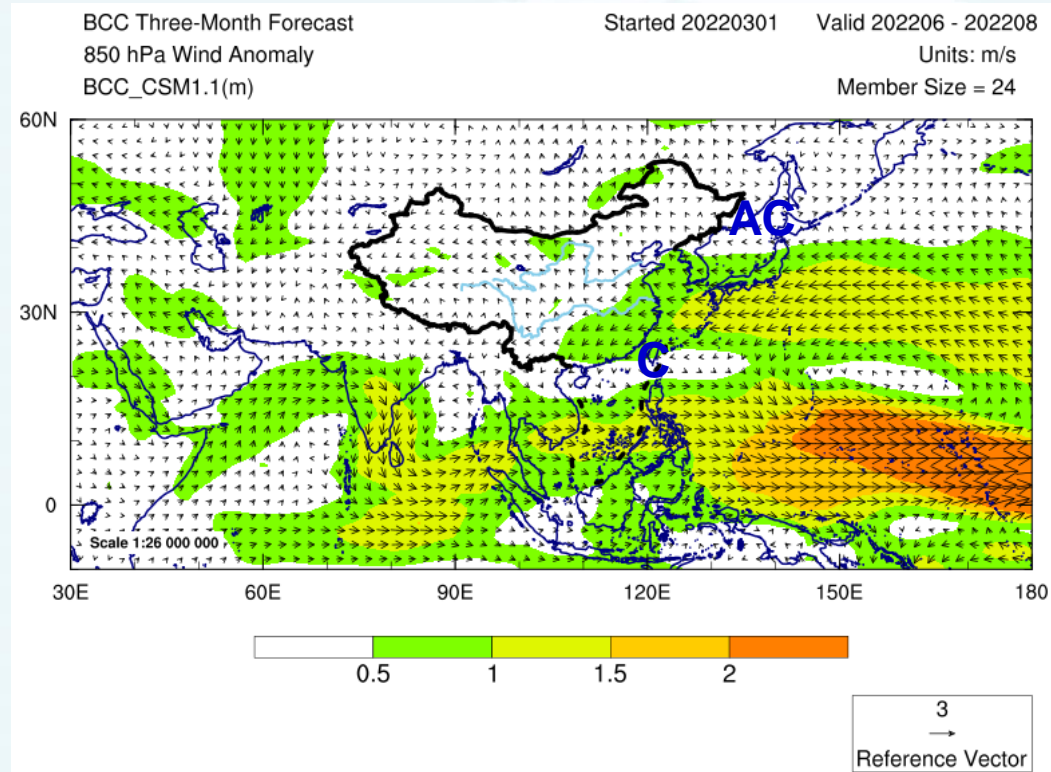 BCC Three-Month Forecast Started 20220301 Valid 202206 - 202208
850 hPa Wind Anomaly Units: m/s
BCC_CSM1.1(m) Member Size = 24
60N
AC
30N
C
0
Scale 1:26 000 000
30E 60E 90E 120E 150E 180
0.5 1 1.5 2
3
Reference Vector